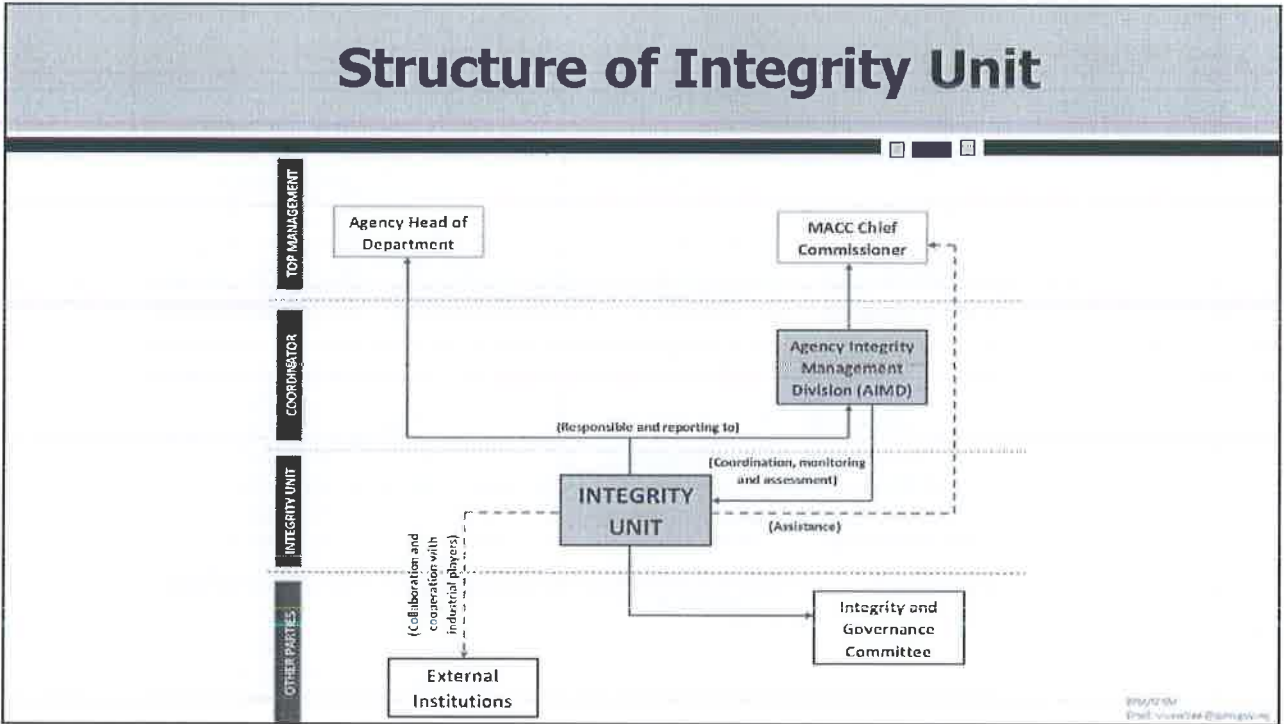 Structure of Integrity Unit
TOP MANAGEMENT
Agency Head of
Department
MACC Chief
Commissioner
COORDINATOR
Agency Integrity
Management
Division (AIMD)
(Responsible and reporting to)
(Coordination, monitoring
and assessment)
INTEGRITY UNIT
INTEGRITY
UNIT
(Assistance)
(Collaboration and
cooperation with
industrial players)
OTHER PARTIES
Integrity and
Governance
Committee
External
Institutions